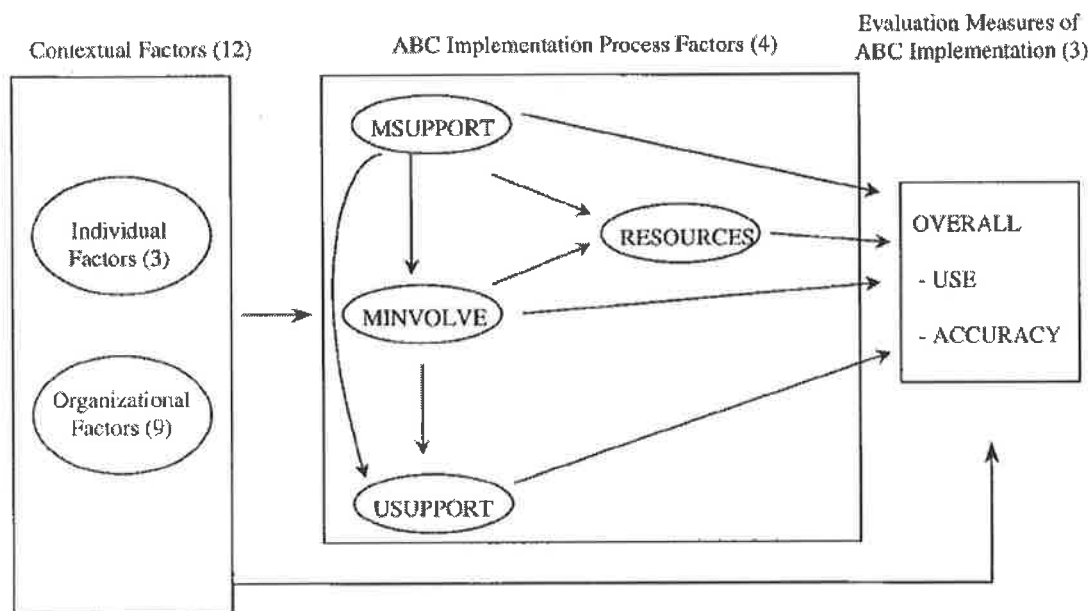 Contextual Factors (12)
ABC Implementation Process Factors (4)
Evaluation Measures of
ABC Implementation (3)
Individual
Factors (3)
Organizational
Factors (9)
MSUPPORT
RESOURCES
MINVOLVE
USUPPORT
OVERALL
- USE
- ACCURACY